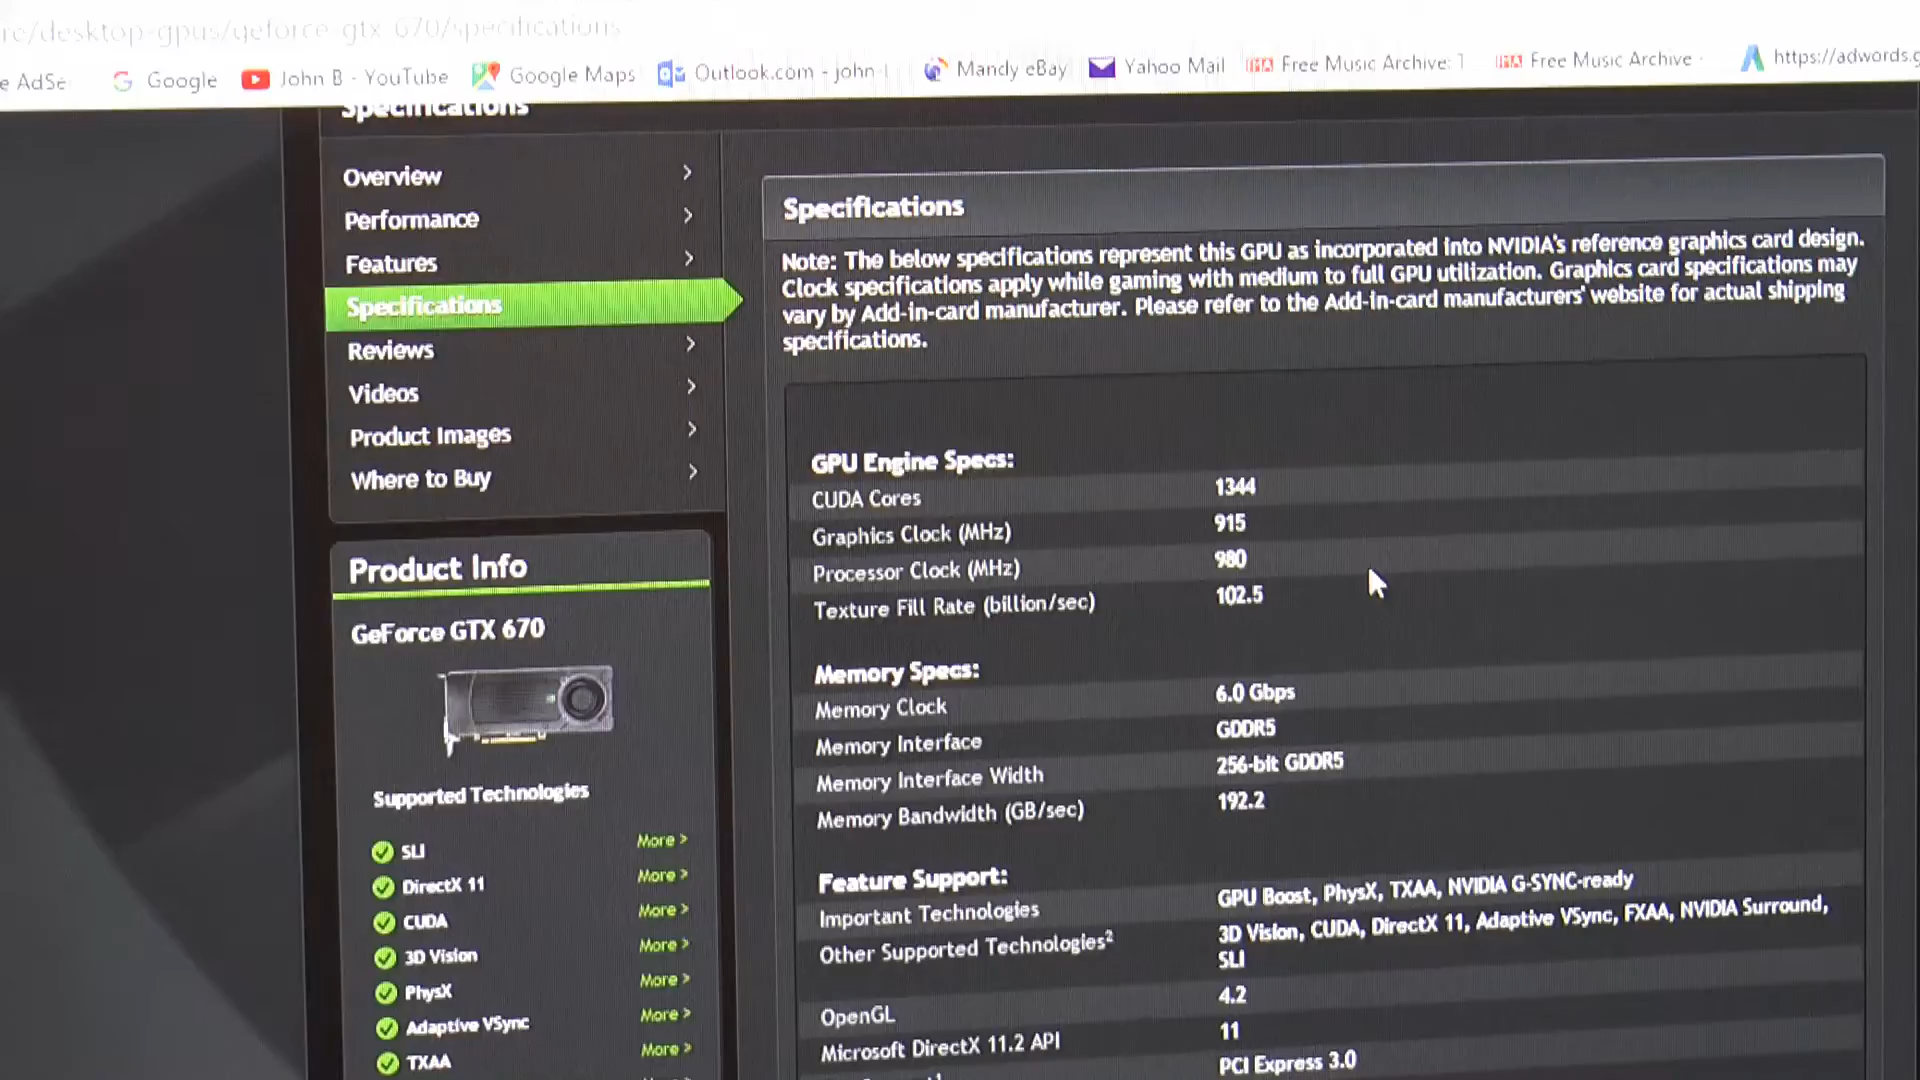 rc/desktop-gpus/geforce-gtx-670/specifications
e AdSe
Google
John B - YouTube
Google Maps
Outlook.com - john
Mandy eBay
Yahoo Mail
Free Music Archive: T
Free Music Archive -
https://adwords.g
Specifications
Overview
Performance
Features
Specifications
Reviews
Videos
Product Images
Where to Buy
Product Info
GeForce GTX 670
Supported Technologies
SLI More >
DirectX 11 More >
CUDA More >
3D Vision More >
PhysX More >
Adaptive VSync More >
TXAA More >
Specifications
Note: The below specifications represent this GPU as incorporated into NVIDIA's reference graphics card design.
Clock specifications apply while gaming with medium to full GPU utilization. Graphics card specifications may
vary by Add-in-card manufacturer. Please refer to the Add-in-card manufacturers' website for actual shipping
specifications.
GPU Engine Specs:
CUDA Cores 1344
Graphics Clock (MHz) 915
Processor Clock (MHz) 980
Texture Fill Rate (billion/sec) 102.5
Memory Specs:
Memory Clock 6.0 Gbps
Memory Interface GDDR5
Memory Interface Width 256-bit GDDR5
Memory Bandwidth (GB/sec) 192.2
Feature Support:
Important Technologies GPU Boost, PhysX, TXAA, NVIDIA G-SYNC-ready
Other Supported Technologies2 3D Vision, CUDA, DirectX 11, Adaptive VSync, FXAA, NVIDIA Surround,
SLI
OpenGL 4.2
Microsoft DirectX 11.2 API 11
PCI Express 3.0